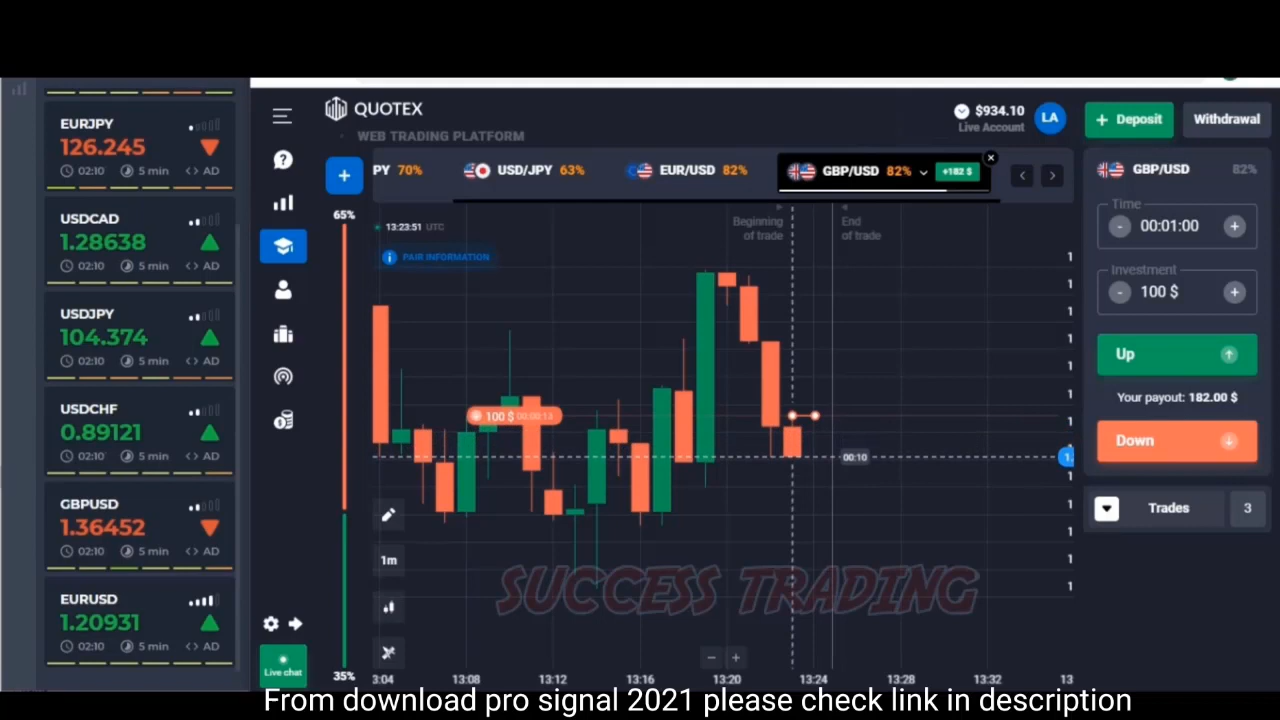 EURJPY
126.245
02:10 5 min <> AD
USDCAD
1.28638
02:10 5 min <> AD
USDJPY
104.374
02:10 5 min <> AD
USDCHF
0.89121
02:10 5 min <> AD
GBPUSD
1.36452
02:10 5 min <> AD
EURUSD
1.20931
02:10 5 min <> AD
QUOTEX
WEB TRADING PLATFORM
$934.10
Live Account
LA
+ Deposit
Withdrawal
+
PY 70%
USD/JPY 63%
EUR/USD 82%
GBP/USD 82% +182 $
65%
13:23:51 UTC
PAIR INFORMATION
Beginning
of trade
End
of trade
100 $ 00:00:13
00:10
1m
SUCCESS TRADING
35%
Live chat
3:04 13:08 13:12 13:16 13:20 13:24 13:28 13:32 13
GBP/USD 82%
Time
- 00:01:00 +
Investment
- 100 $ +
Up
Your payout: 182.00 $
Down
Trades 3
From download pro signal 2021 please check link in description